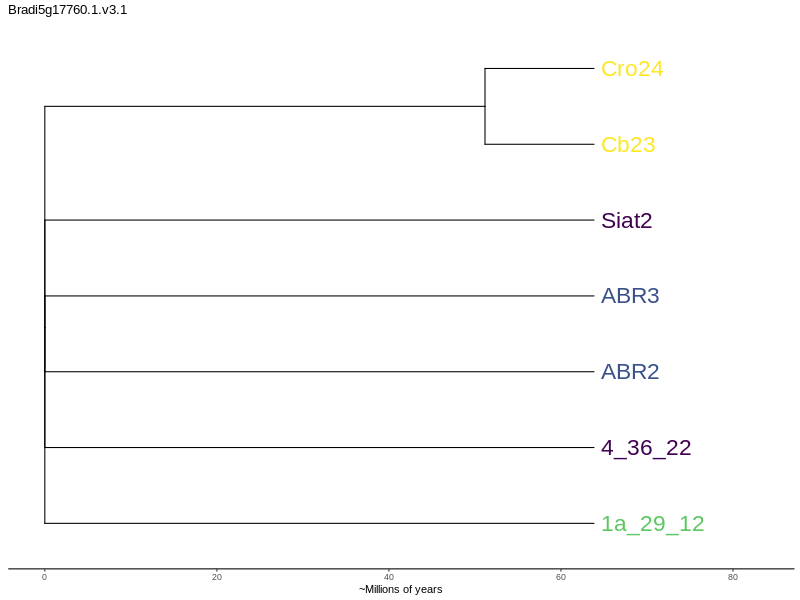 Bradi5g17760.1.v3.1
Cro24
Cb23
Siat2
ABR3
ABR2
4_36_22
1a_29_12
0 20 40 60 80
~Millions of years